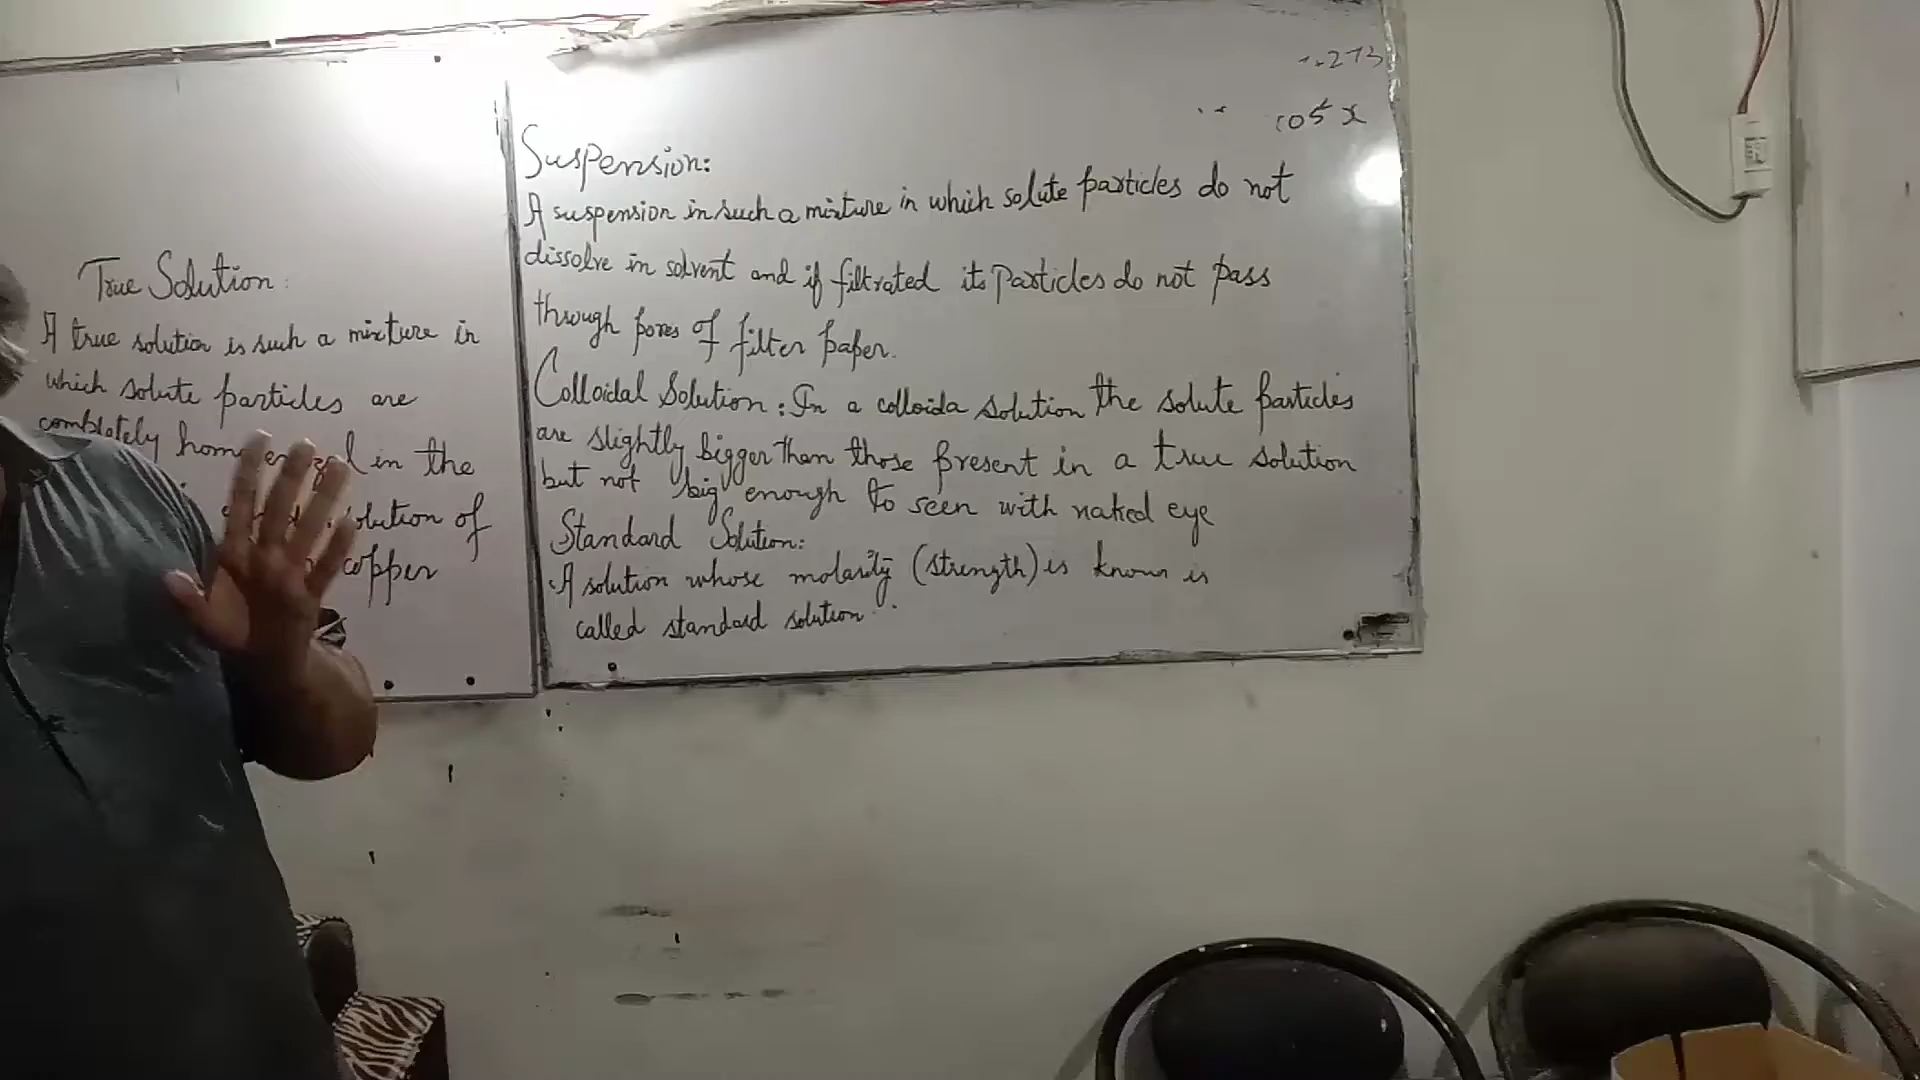 True Solution:
A true solution is such a mixture in
which solute particles are
completely in the
solution of
copper
273
cos² x
Suspension:
A suspension in such a mixture in which solute particles do not
dissolve in solvent and if filtrated its Particles do not pass
through pores of filter paper.
Colloidal Solution: In a colloida solution the solute particles
are slightly bigger than those present in a true solution
but not big enough to seen with naked eye
Standard Solution:
A solution whose molarity (strength) is known is
called standard solution